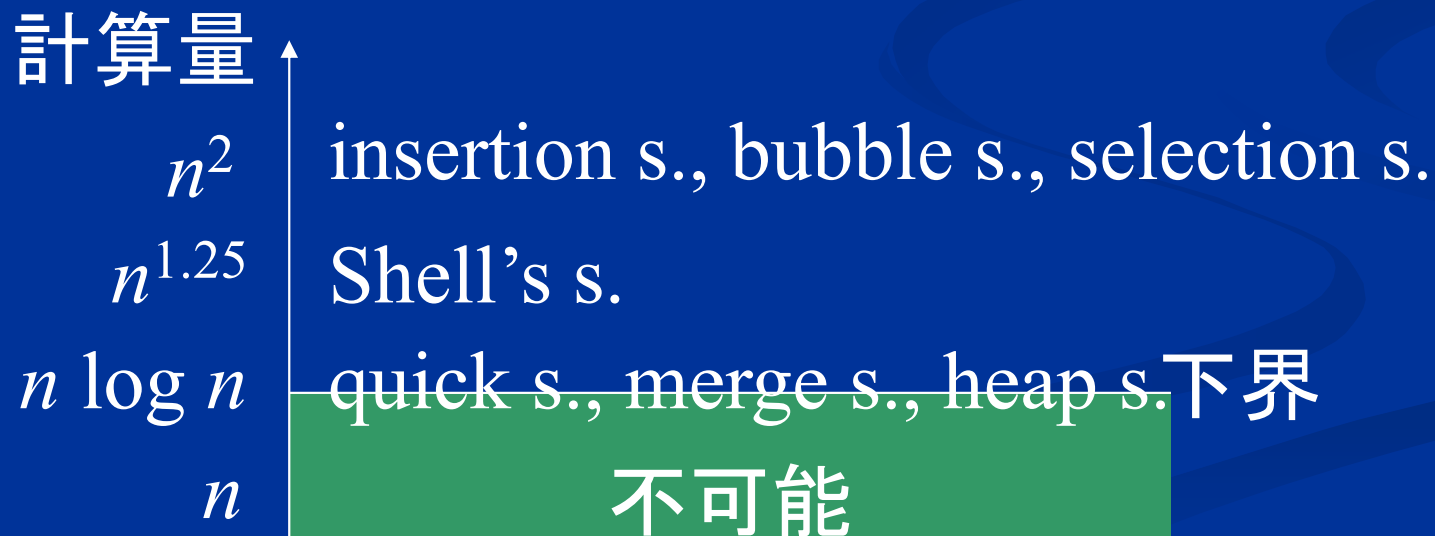 計算量
n² insertion s., bubble s., selection s.
n¹·²⁵ Shell’s s.
n log n quick s., merge s., heap s.下界
n 不可能